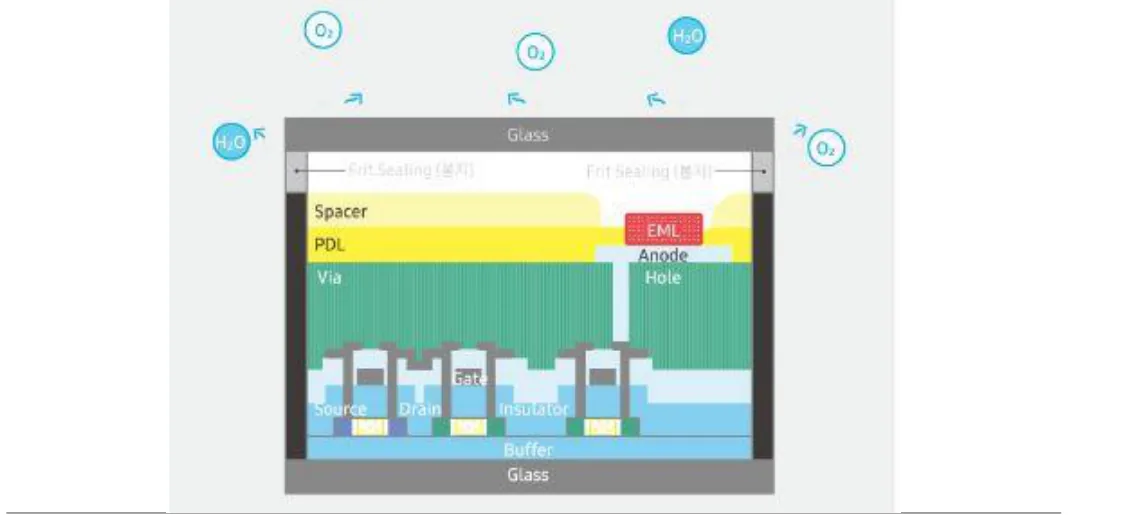 O₂
O₂
H₂O
H₂O
O₂
Glass
Frit Sealing (봉지)
Frit Sealing (봉지)
Spacer
EML
PDL
Anode
Via
Hole
Gate
Source
Drain
Insulator
Buffer
Glass